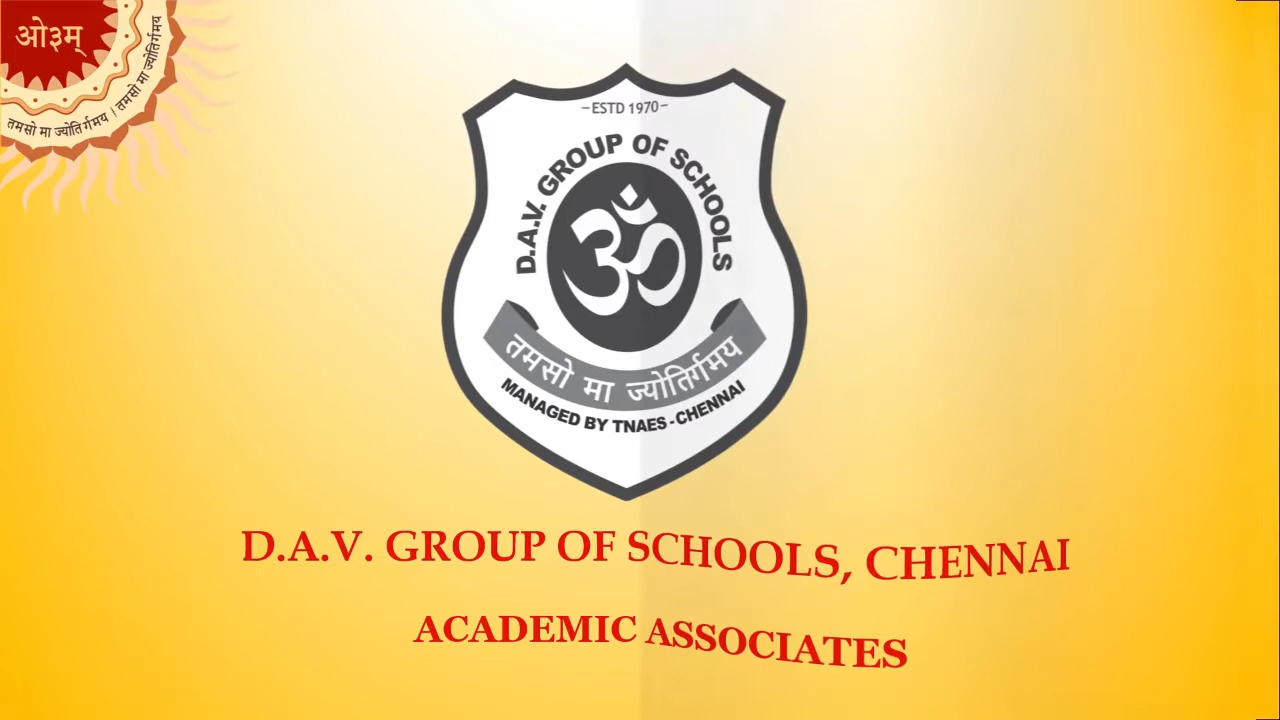 ओ३म्
तमसो मा ज्योतिर्गमय । तमसो मा ज्योतिर्गमय
–ESTD 1970–
D.A.V. GROUP OF SCHOOLS
ॐ
तमसो मा ज्योतिर्गमय
MANAGED BY TNAES-CHENNAI
D.A.V. GROUP OF SCHOOLS, CHENNAI
ACADEMIC ASSOCIATES